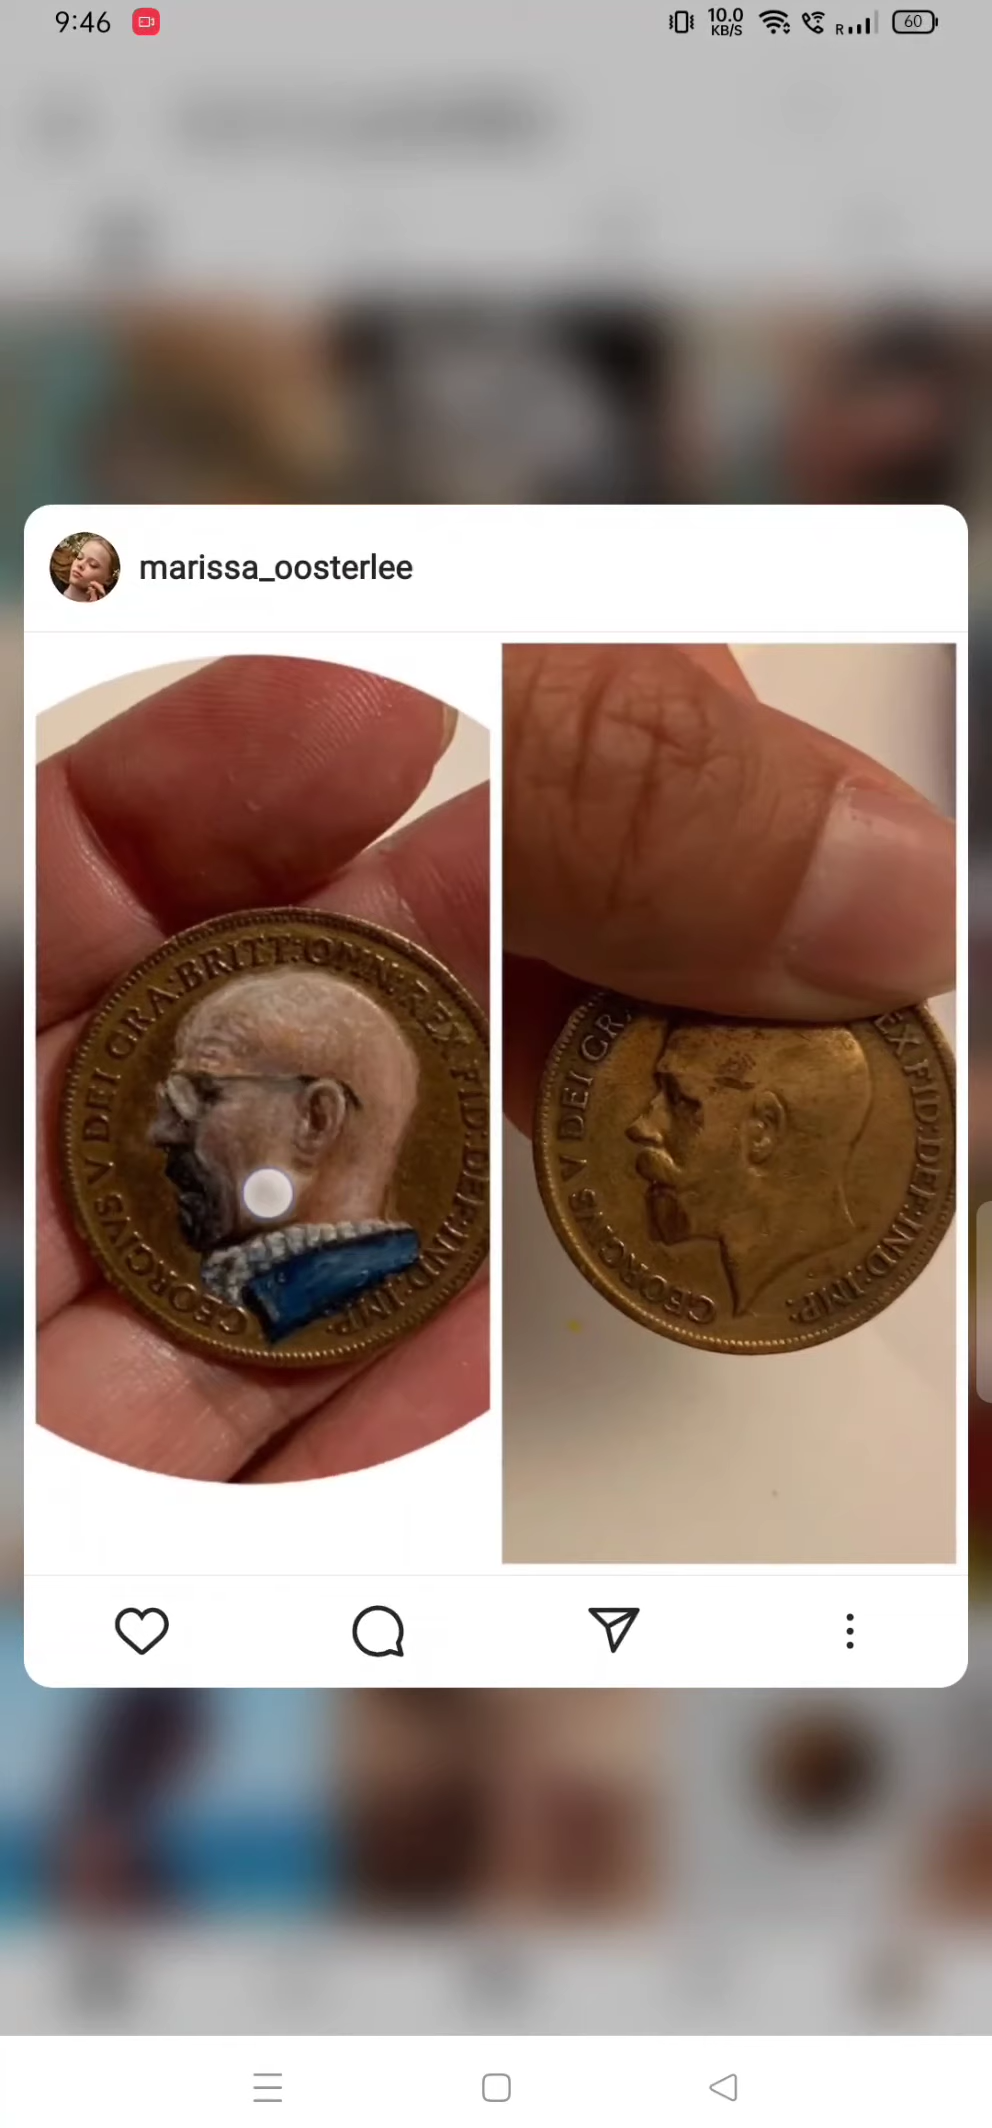 9:46
10.0
KB/S
R
60
marissa_oosterlee
GEORGIVS V DEI GRA:BRITT:OMN:REX FID:DEF:IND:IMP:
GEORGIVS V DEI GR
EX FID:DEF:IND:IMP: